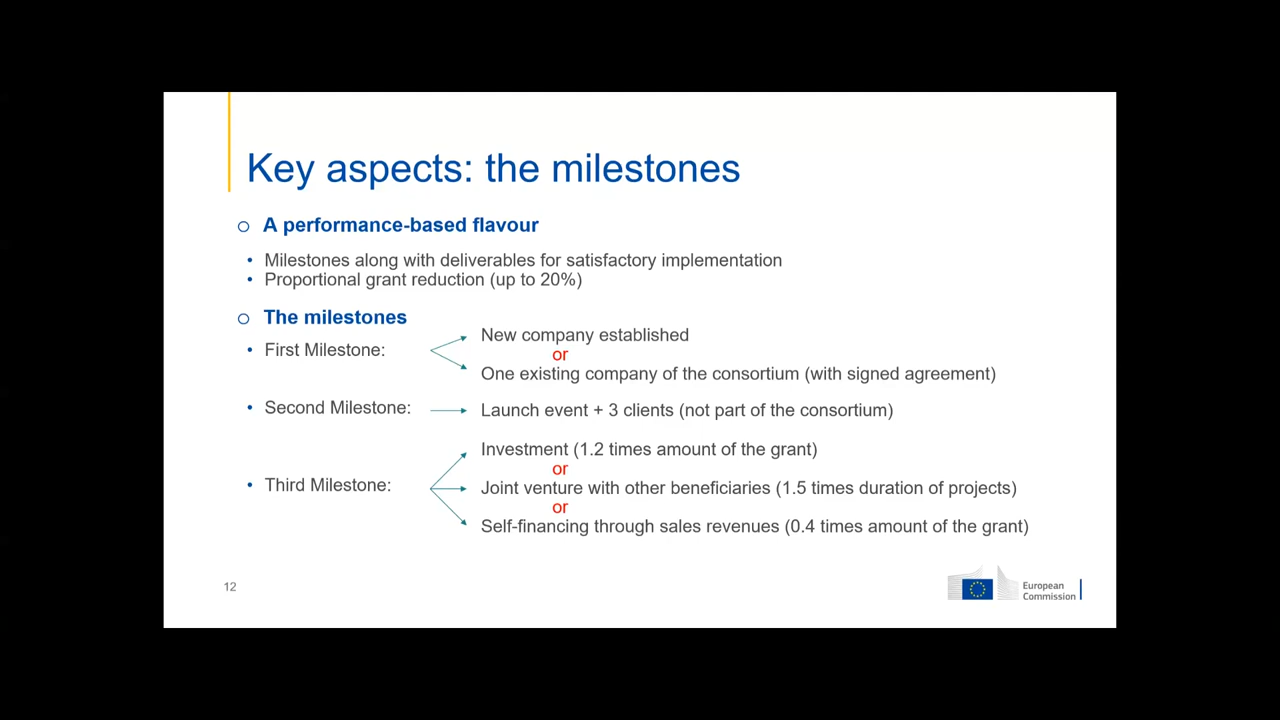 Key aspects: the milestones
A performance-based flavour
Milestones along with deliverables for satisfactory implementation
Proportional grant reduction (up to 20%)
The milestones
First Milestone:
New company established
or
One existing company of the consortium (with signed agreement)
Second Milestone:
Launch event + 3 clients (not part of the consortium)
Third Milestone:
Investment (1.2 times amount of the grant)
or
Joint venture with other beneficiaries (1.5 times duration of projects)
or
Self-financing through sales revenues (0.4 times amount of the grant)
12
European
Commission